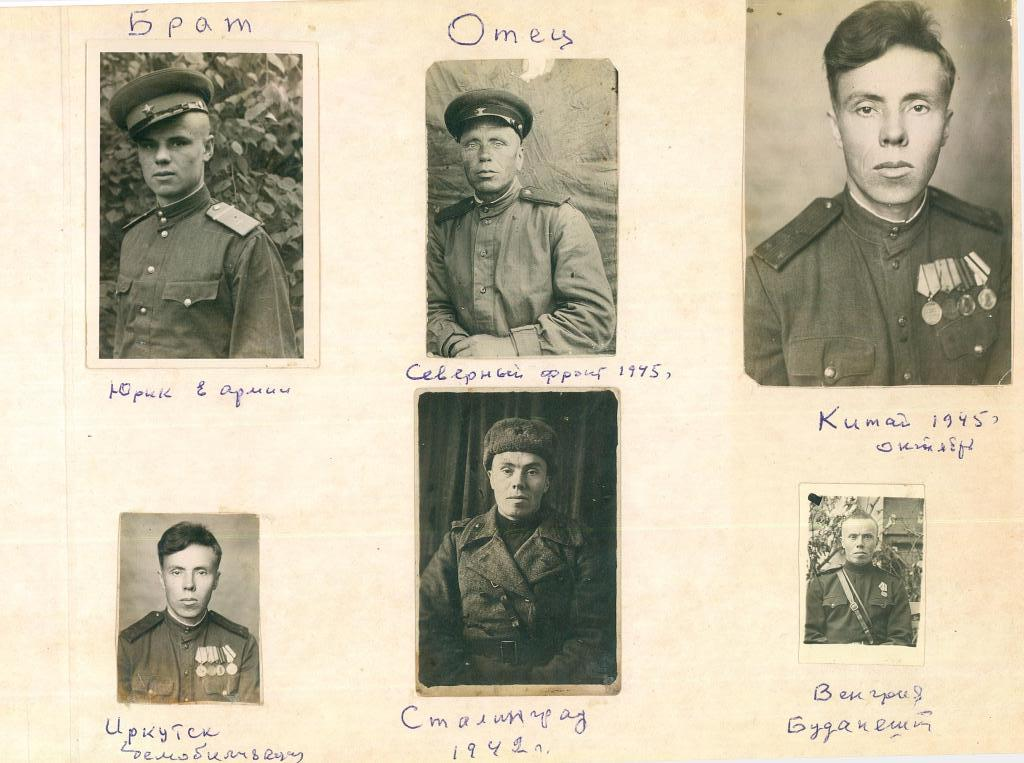 Брат
Отец
Юрик в армии
Северный фронт 1945,
Китай 1945,
октябрь
Иркутск
Сталинград
1942 г.
Венгрия
Будапешт